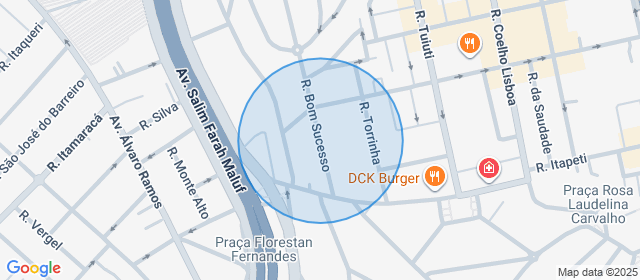 R. Itaqueri
São José do Barreiro
R. Itamaracá
R. Vergel
Av. Álvaro Ramos
R. Silva
R. Monte Alto
Av. Salim Farah Maluf
Praça Florestan
Fernandes
R. Bom Sucesso
R. Torrinha
DCK Burger
R. Tuiuti
R. Coelho Lisboa
R. da Saudade
R. Itapeti
Praça Rosa
Laudelina
Carvalho
Google
Map data ©2025